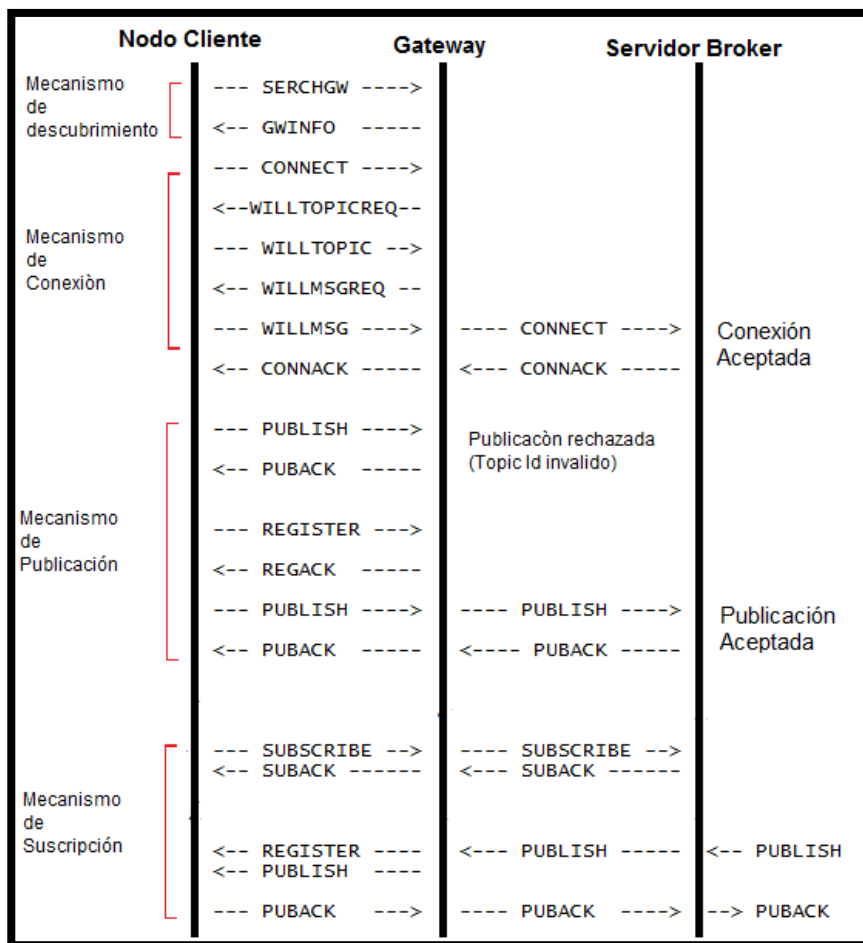 Nodo Cliente Gateway Servidor Broker
Mecanismo
de
descubrimiento
--- SERCHGW ---->
<-- GWINFO -----
--- CONNECT ---->
<--WILLTOPICREQ--
Mecanismo
de
Conexiòn
--- WILLTOPIC -->
<-- WILLMSGREQ --
--- WILLMSG ----> ---- CONNECT ---->
<-- CONNACK ----- <--- CONNACK -----
Conexión
Aceptada
--- PUBLISH ---->
<-- PUBACK -----
Publicacòn rechazada
(Topic Id invalido)
Mecanismo
de
Publicación
--- REGISTER --->
<-- REGACK -----
--- PUBLISH ----> ---- PUBLISH ---->
<-- PUBACK ----- <---- PUBACK -----
Publicación
Aceptada
--- SUBSCRIBE --> ---- SUBSCRIBE -->
<-- SUBACK ------ <--- SUBACK ------
Mecanismo
de
Suscripción
<-- REGISTER ---- <--- PUBLISH ----- <-- PUBLISH
<-- PUBLISH ----
--- PUBACK ---> ---- PUBACK ----> --> PUBACK